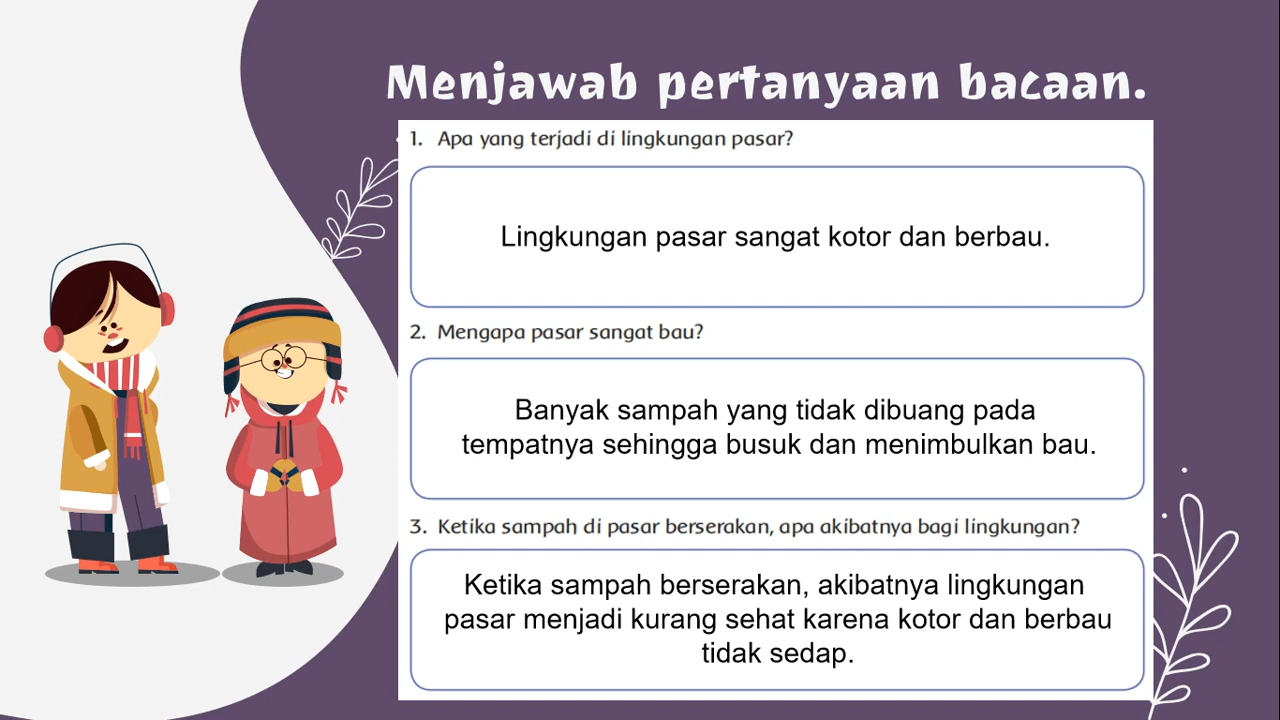 Menjawab pertanyaan bacaan.
1. Apa yang terjadi di lingkungan pasar?
Lingkungan pasar sangat kotor dan berbau.
2. Mengapa pasar sangat bau?
Banyak sampah yang tidak dibuang pada
tempatnya sehingga busuk dan menimbulkan bau.
3. Ketika sampah di pasar berserakan, apa akibatnya bagi lingkungan?
Ketika sampah berserakan, akibatnya lingkungan
pasar menjadi kurang sehat karena kotor dan berbau
tidak sedap.